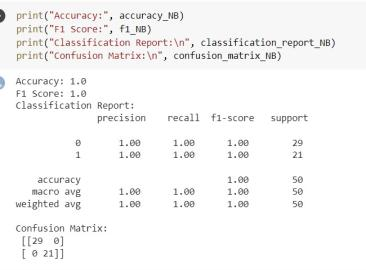 print("Accuracy:", accuracy_NB)
print("F1 Score:", f1_NB)
print("Classification Report:\n", classification_report_NB)
print("Confusion Matrix:\n", confusion_matrix_NB)
Accuracy: 1.0
F1 Score: 1.0
Classification Report:
precision recall f1-score support
0 1.00 1.00 1.00 29
1 1.00 1.00 1.00 21
accuracy 1.00 50
macro avg 1.00 1.00 1.00 50
weighted avg 1.00 1.00 1.00 50
Confusion Matrix:
[[29 0]
[ 0 21]]